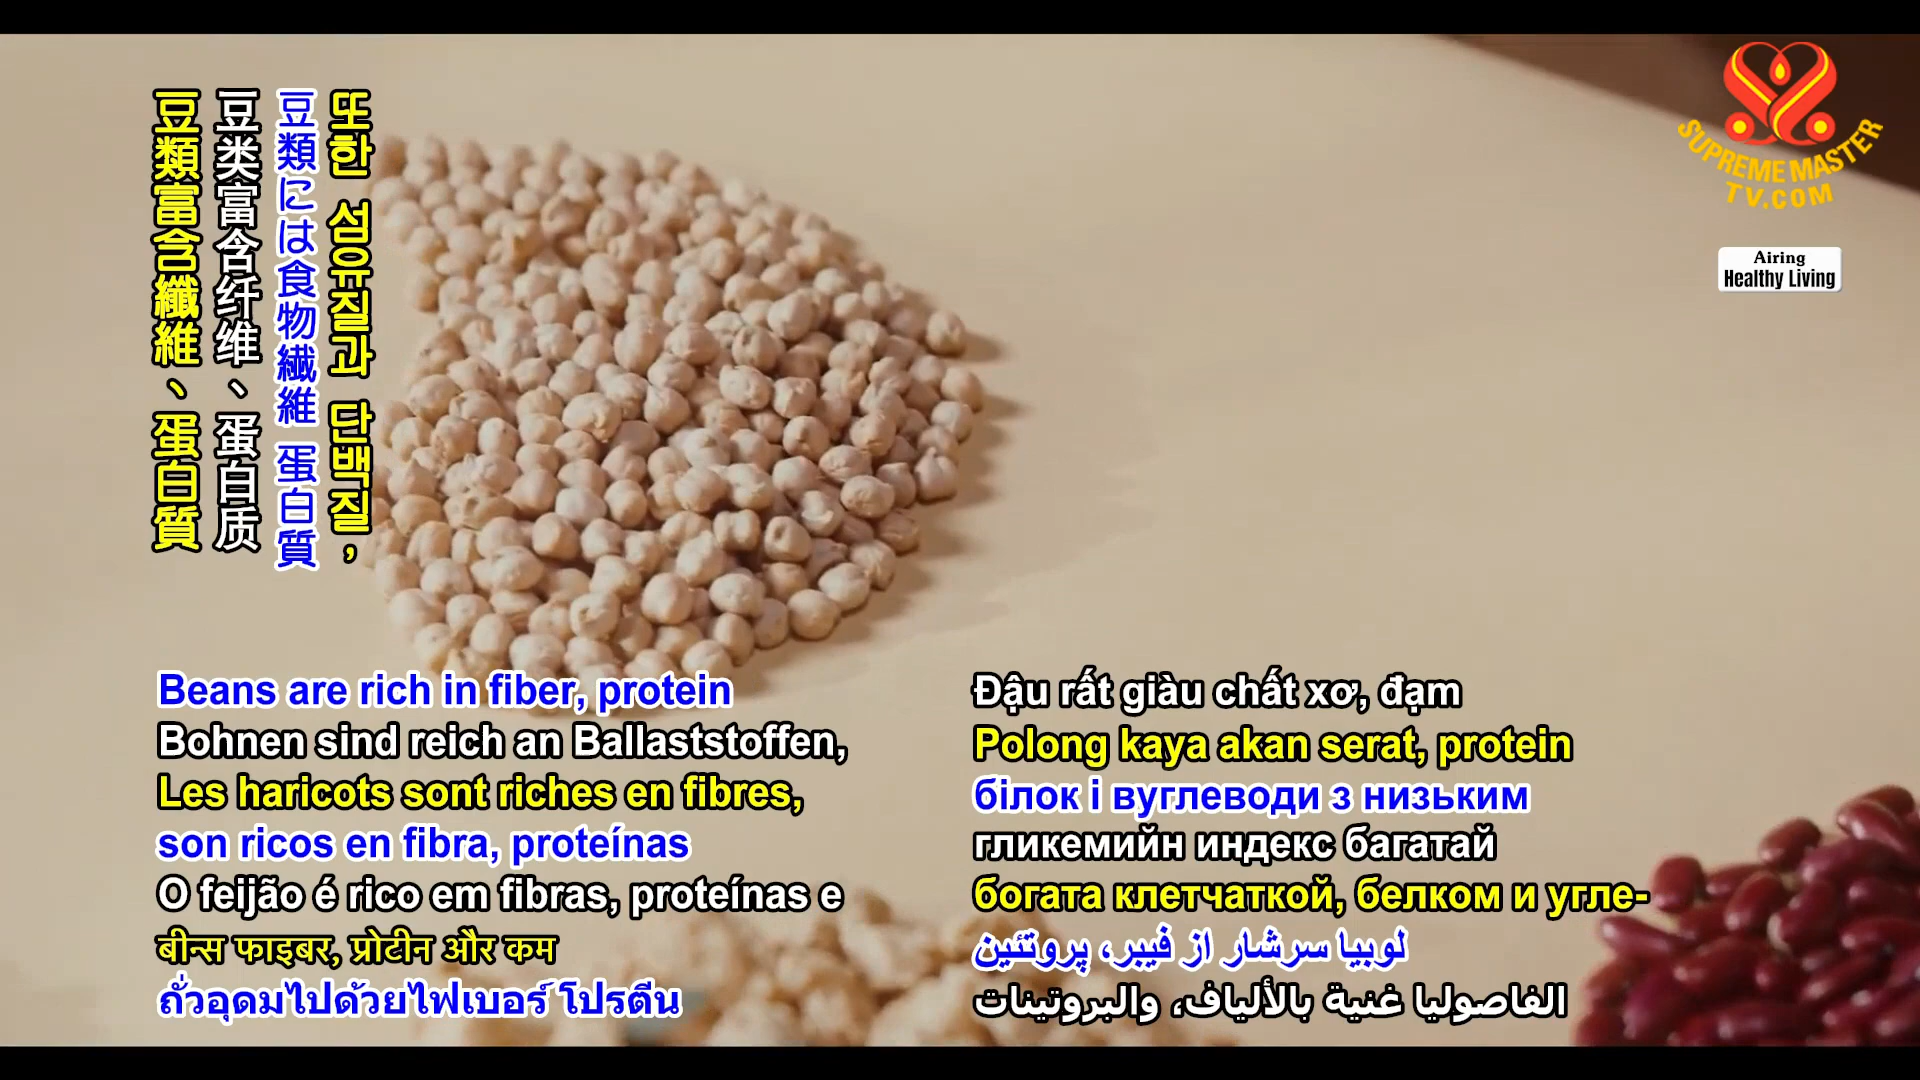 豆類富含纖維、蛋白質
豆类富含纤维、蛋白质
豆類には食物繊維 蛋白質
또한 섬유질과 단백질,
SUPREME MASTER
TV.COM
Airing
Healthy Living
Beans are rich in fiber, protein
Bohnen sind reich an Ballaststoffen,
Les haricots sont riches en fibres,
son ricos en fibra, proteínas
O feijão é rico em fibras, proteínas e
बीन्स फाइबर, प्रोटीन और कम
ถั่วอุดมไปด้วยไฟเบอร์ โปรตีน
Đậu rất giàu chất xơ, đạm
Polong kaya akan serat, protein
білок і вуглеводи з низьким
гликемийн индекс багатай
богата клетчаткой, белком и угле-
لوبیا سرشار از فیبر، پروتئین
الفاصوليا غنية بالألياف، والبروتينات